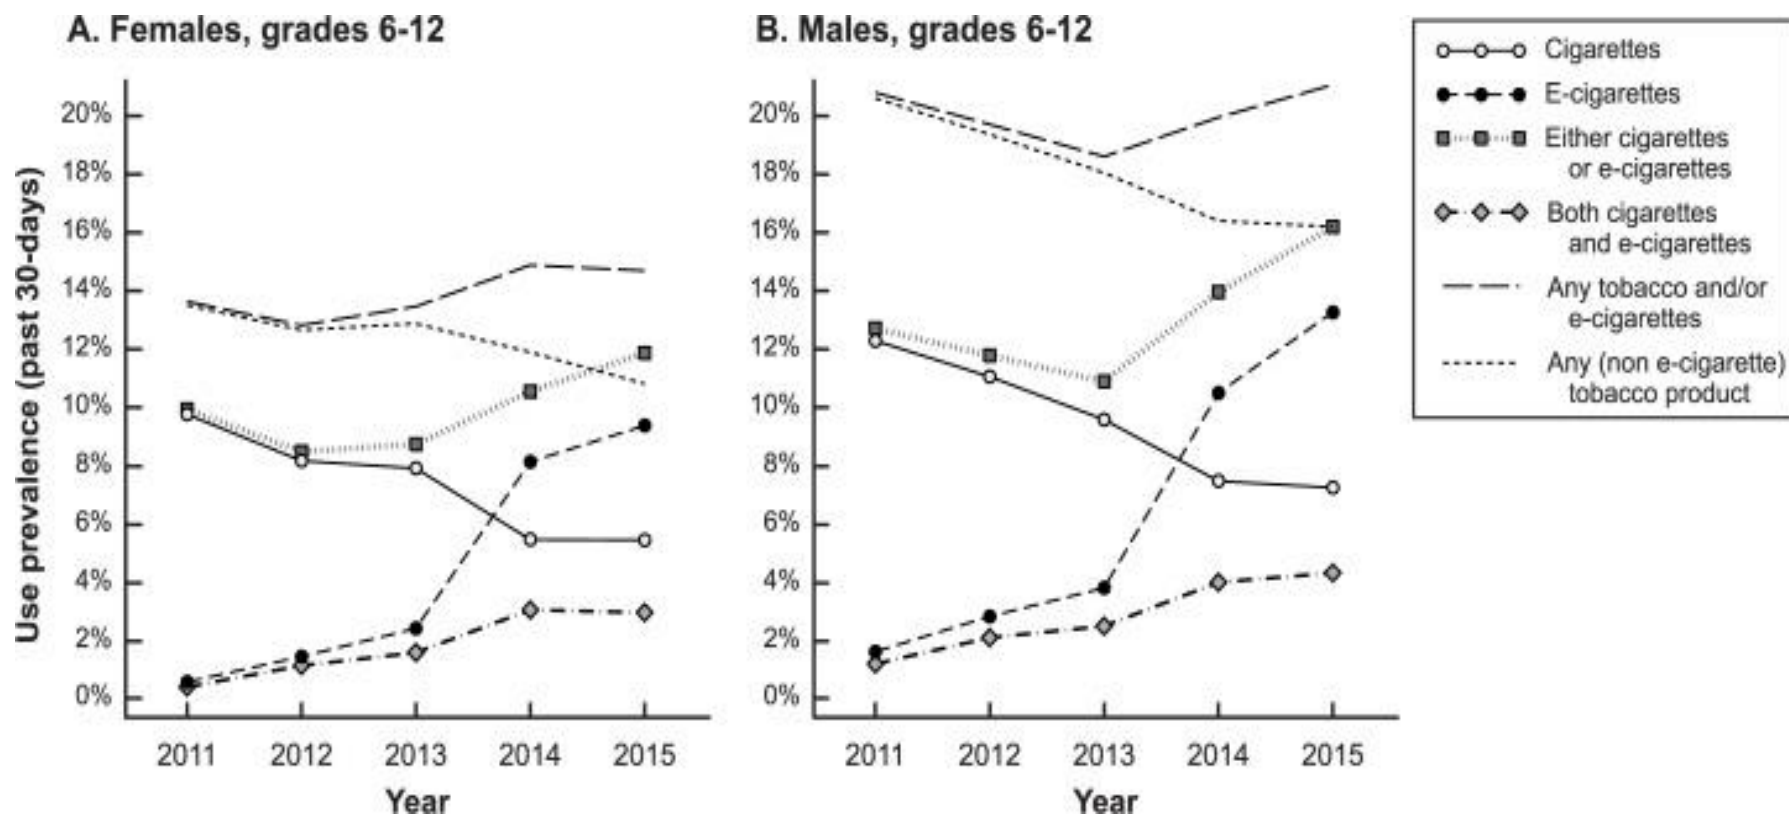 A. Females, grades 6-12
B. Males, grades 6-12
Use prevalence (past 30-days)
20%
18%
16%
14%
12%
10%
8%
6%
4%
2%
0%
2011 2012 2013 2014 2015
Year
20%
18%
16%
14%
12%
10%
8%
6%
4%
2%
0%
2011 2012 2013 2014 2015
Year
Cigarettes
E-cigarettes
Either cigarettes
or e-cigarettes
Both cigarettes
and e-cigarettes
Any tobacco and/or
e-cigarettes
Any (non e-cigarette)
tobacco product